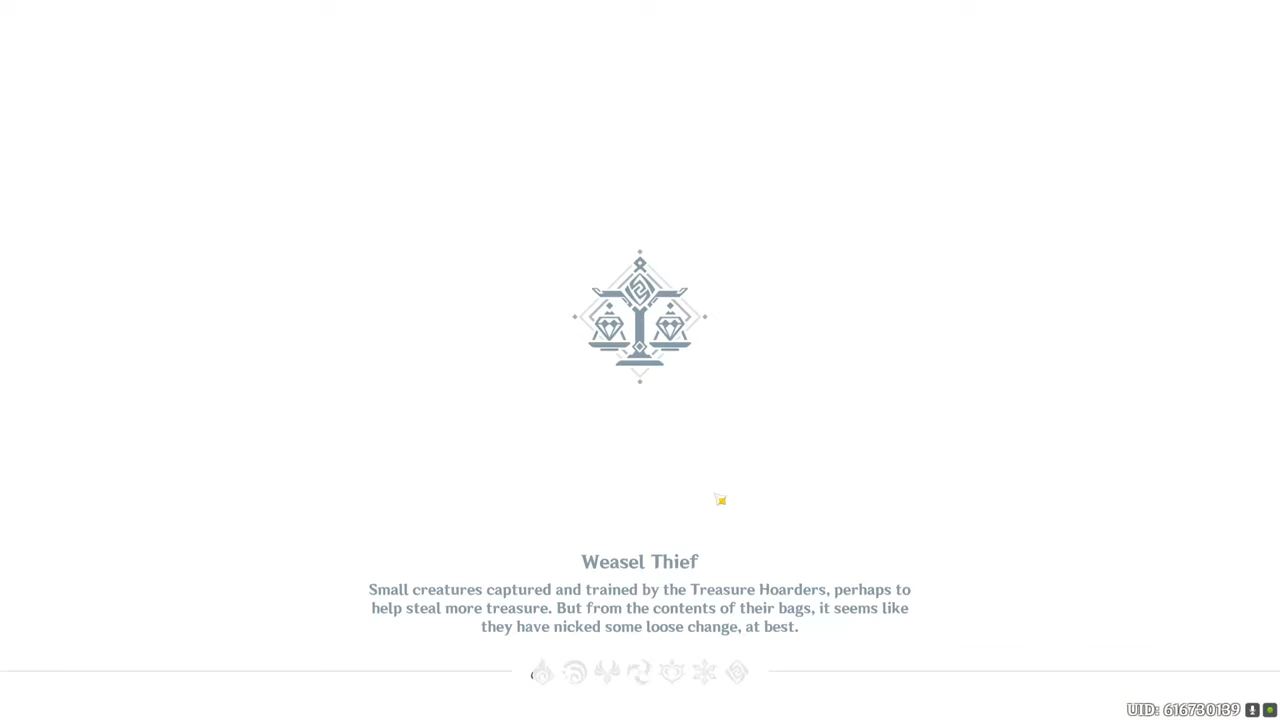 Weasel Thief
Small creatures captured and trained by the Treasure Hoarders, perhaps to
help steal more treasure. But from the contents of their bags, it seems like
they have nicked some loose change, at best.
UID: 616730139